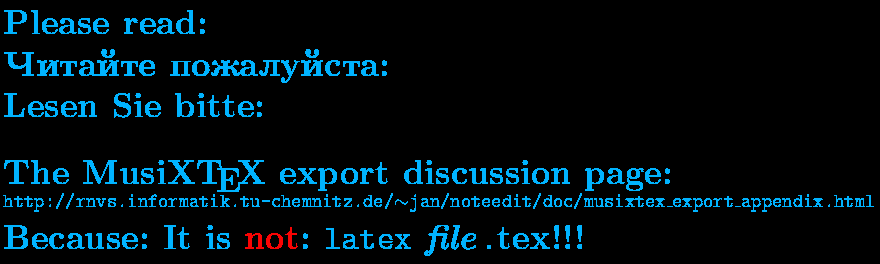 Please read:
Читайте пожалуйста:
Lesen Sie bitte:
The MusiXTEX export discussion page:
http://rnvs.informatik.tu-chemnitz.de/~jan/noteedit/doc/musixtex_export_appendix.html
Because: It is not: latex file .tex!!!